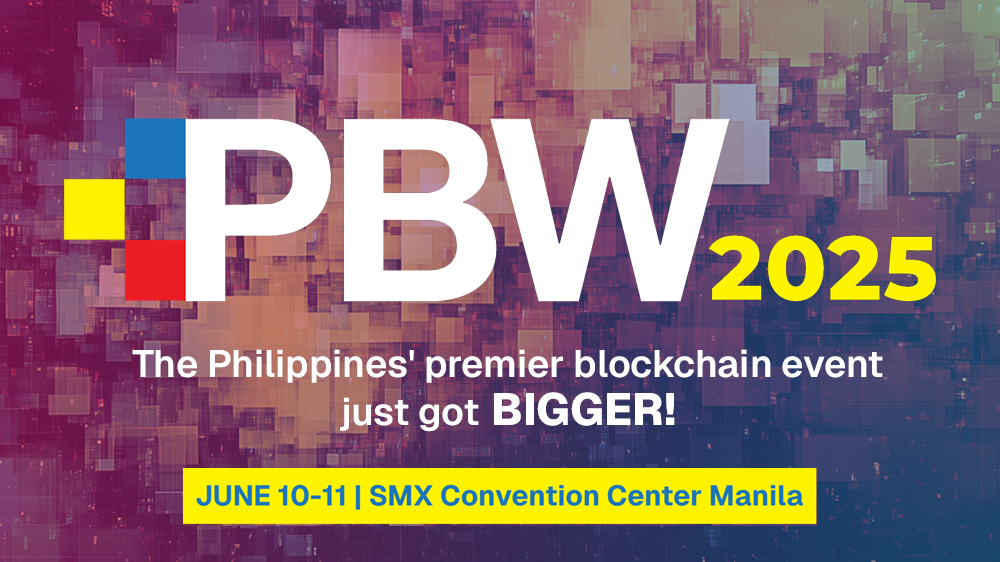 PBW 2025
The Philippines' premier blockchain event
just got BIGGER!
JUNE 10-11 | SMX Convention Center Manila